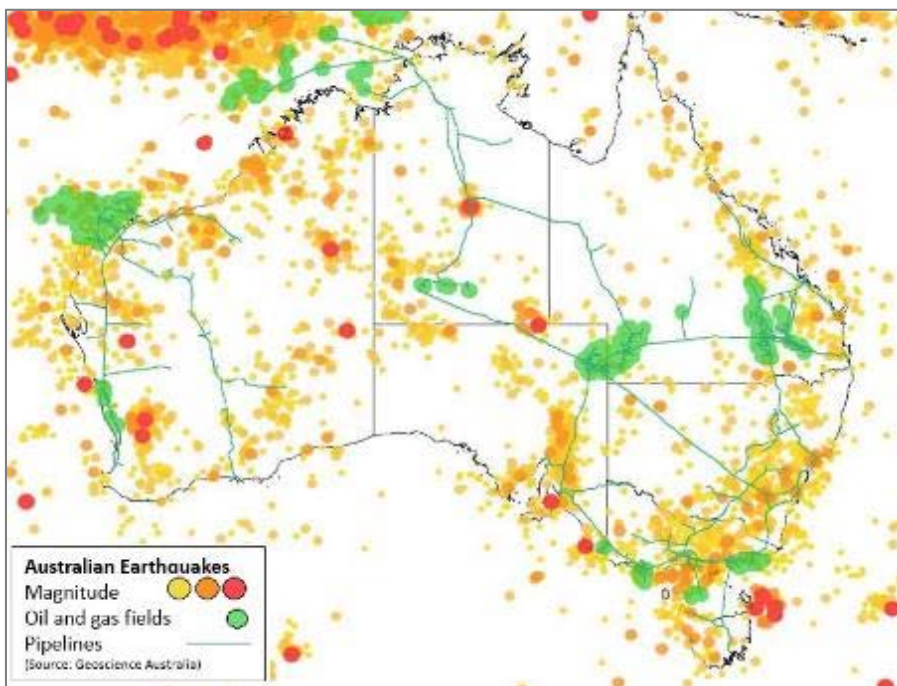 Australian Earthquakes
Magnitude
Oil and gas fields
Pipelines
(Source: Geoscience Australia)